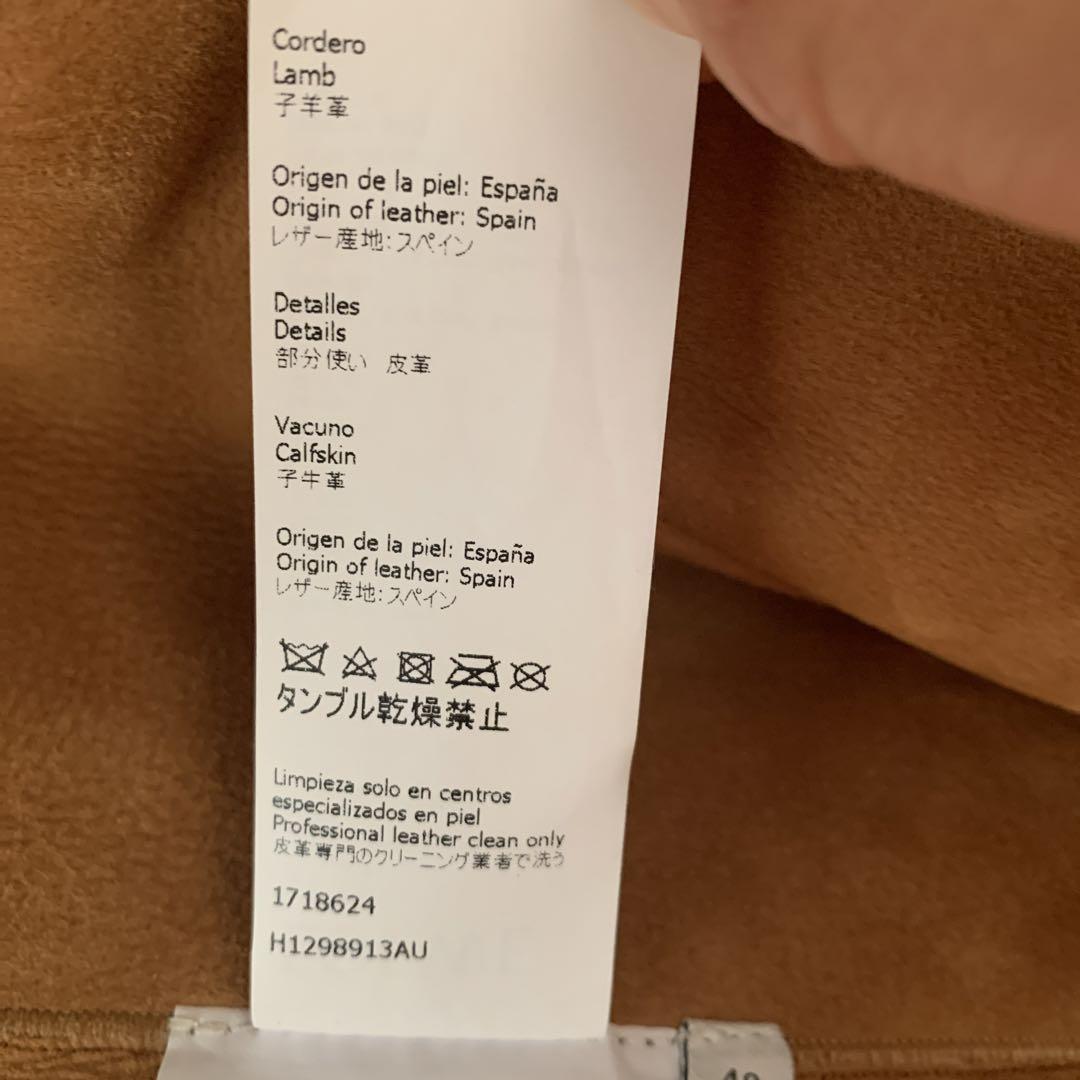 Cordero
Lamb
子羊革
Origen de la piel: España
Origin of leather: Spain
レザー産地:スペイン
Detalles
Details
部分使い 皮革
Vacuno
Calfskin
子牛革
Origen de la piel: España
Origin of leather: Spain
レザー産地:スペイン
タンブル乾燥禁止
Limpieza solo en centros
especializados en piel
Professional leather clean only
皮革専門のクリーニング業者で洗う
1718624
H1298913AU